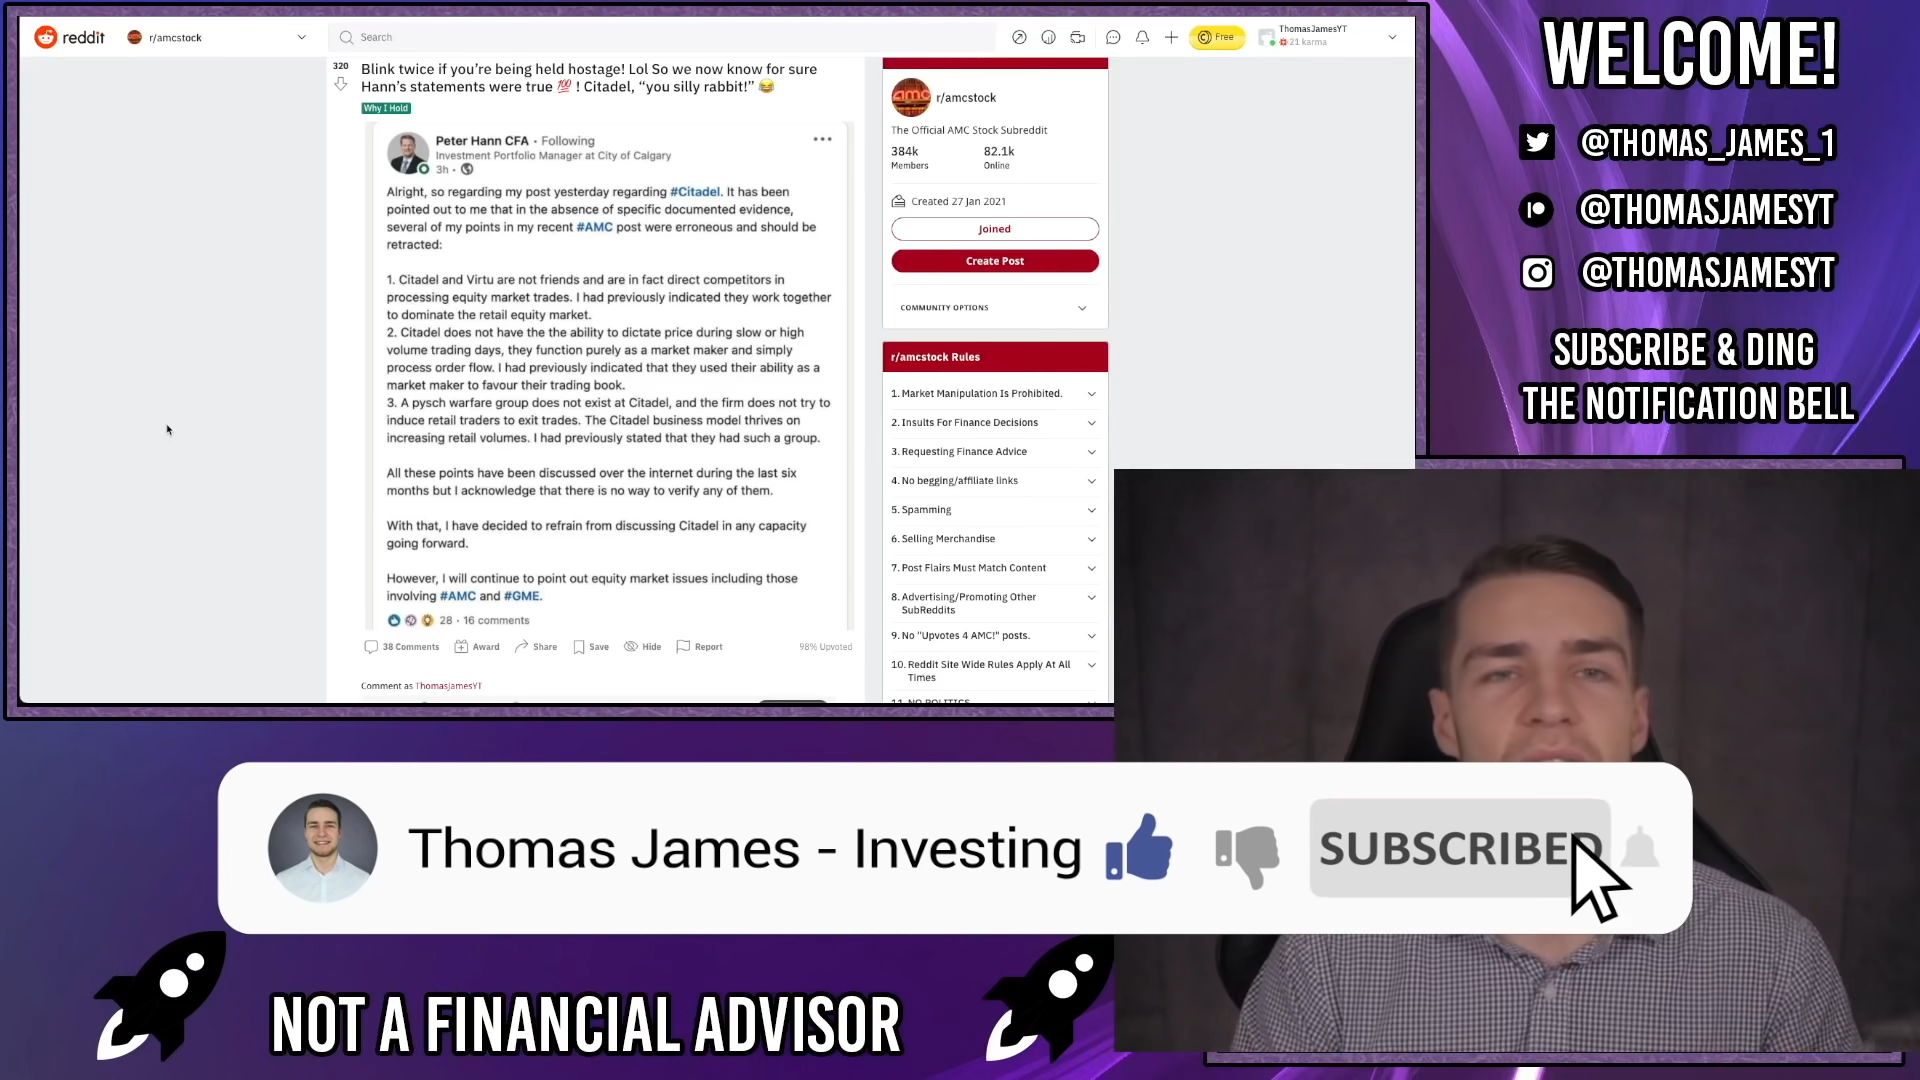 reddit
r/amcstock
Search
Free
ThomasJamesYT
21 karma
320
Blink twice if you’re being held hostage! Lol So we now know for sure
Hann’s statements were true 💯 ! Citadel, “you silly rabbit!” 😂
Why I Hold
Peter Hann CFA · Following
Investment Portfolio Manager at City of Calgary
3h ·
Alright, so regarding my post yesterday regarding #Citadel. It has been
pointed out to me that in the absence of specific documented evidence,
several of my points in my recent #AMC post were erroneous and should be
retracted:
1. Citadel and Virtu are not friends and are in fact direct competitors in
processing equity market trades. I had previously indicated they work together
to dominate the retail equity market.
2. Citadel does not have the the ability to dictate price during slow or high
volume trading days, they function purely as a market maker and simply
process order flow. I had previously indicated that they used their ability as a
market maker to favour their trading book.
3. A pysch warfare group does not exist at Citadel, and the firm does not try to
induce retail traders to exit trades. The Citadel business model thrives on
increasing retail volumes. I had previously stated that they had such a group.
All these points have been discussed over the internet during the last six
months but I acknowledge that there is no way to verify any of them.
With that, I have decided to refrain from discussing Citadel in any capacity
going forward.
However, I will continue to point out equity market issues including those
involving #AMC and #GME.
28 · 16 comments
38 Comments Award Share Save Hide Report 98% Upvoted
Comment as ThomasJamesYT
amc
r/amcstock
The Official AMC Stock Subreddit
384k 82.1k
Members Online
Created 27 Jan 2021
Joined
Create Post
COMMUNITY OPTIONS
r/amcstock Rules
1. Market Manipulation Is Prohibited.
2. Insults For Finance Decisions
3. Requesting Finance Advice
4. No begging/affiliate links
5. Spamming
6. Selling Merchandise
7. Post Flairs Must Match Content
8. Advertising/Promoting Other
SubReddits
9. No "Upvotes 4 AMC!" posts.
10. Reddit Site Wide Rules Apply At All
Times
11. NO POLITICS
WELCOME!
@THOMAS_JAMES_1
@THOMASJAMESYT
@THOMASJAMESYT
SUBSCRIBE & DING
THE NOTIFICATION BELL
Thomas James - Investing
SUBSCRIBED
NOT A FINANCIAL ADVISOR